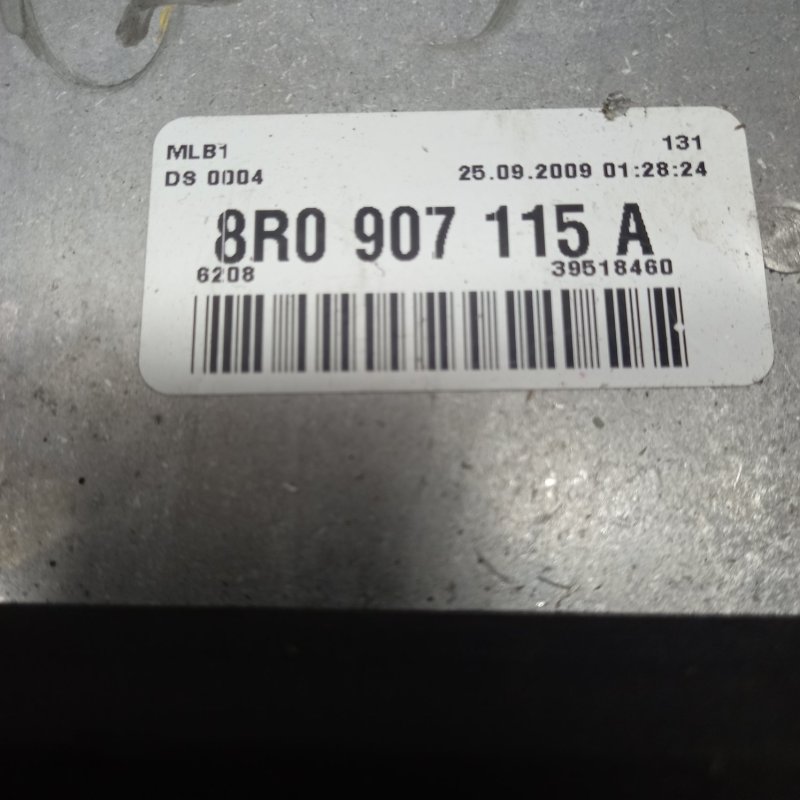 MLB1 131
DS 0004 25.09.2009 01:28:24
8R0 907 115 A
6208 39518460